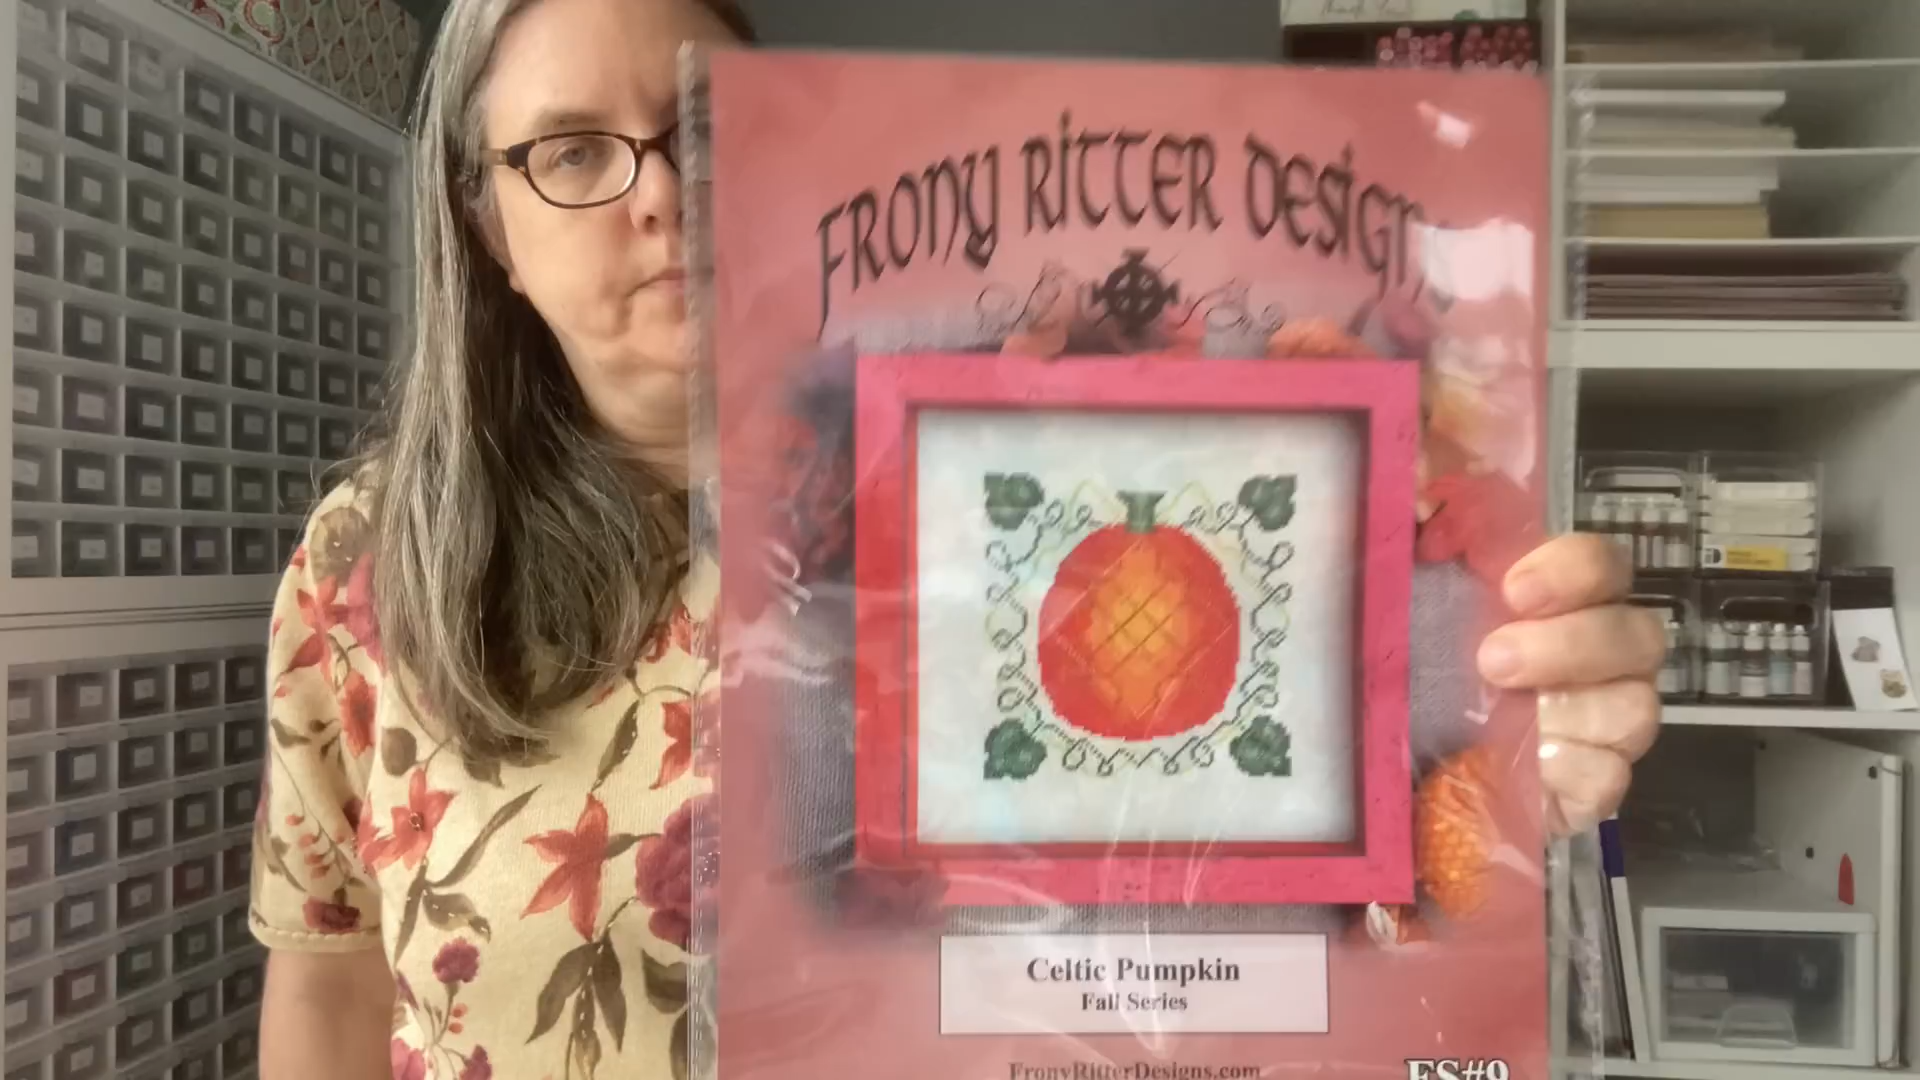 FRONY RITTER DESIGNS
Celtic Pumpkin
Fall Series
FronyRitterDesigns.com
FS#9